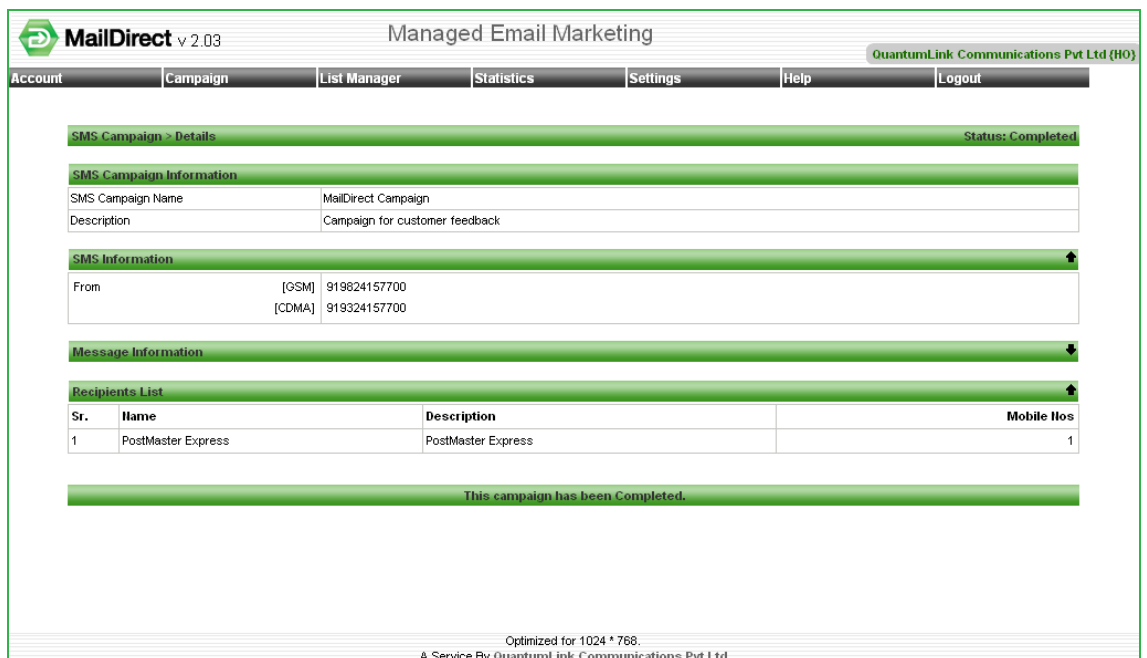 MailDirect v 2.03
Managed Email Marketing
QuantumLink Communications Pvt Ltd {HO}
Account Campaign List Manager Statistics Settings Help Logout
SMS Campaign > Details Status: Completed
SMS Campaign Information
SMS Campaign Name MailDirect Campaign
Description Campaign for customer feedback
SMS Information
From [GSM] 919824157700
[CDMA] 919324157700
Message Information
Recipients List
Sr. Name Description Mobile Nos
1 PostMaster Express PostMaster Express 1
This campaign has been Completed.
Optimized for 1024 * 768.
A Service By QuantumLink Communications Pvt Ltd